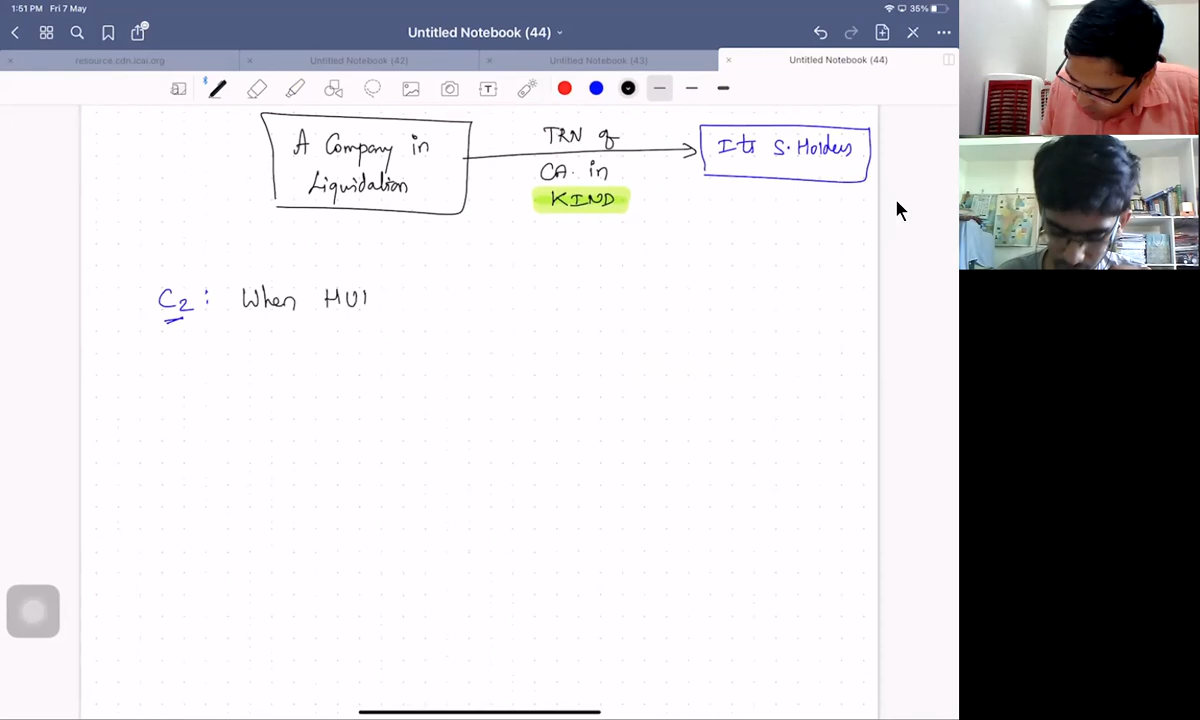 1:51 PM Fri 7 May
35%
Untitled Notebook (44)
resource.cdn.icai.org
Untitled Notebook (42)
Untitled Notebook (43)
Untitled Notebook (44)
A Company in
Liquidation
TRN of
CA. in
KIND
Its S. Holders
C2: When HUI